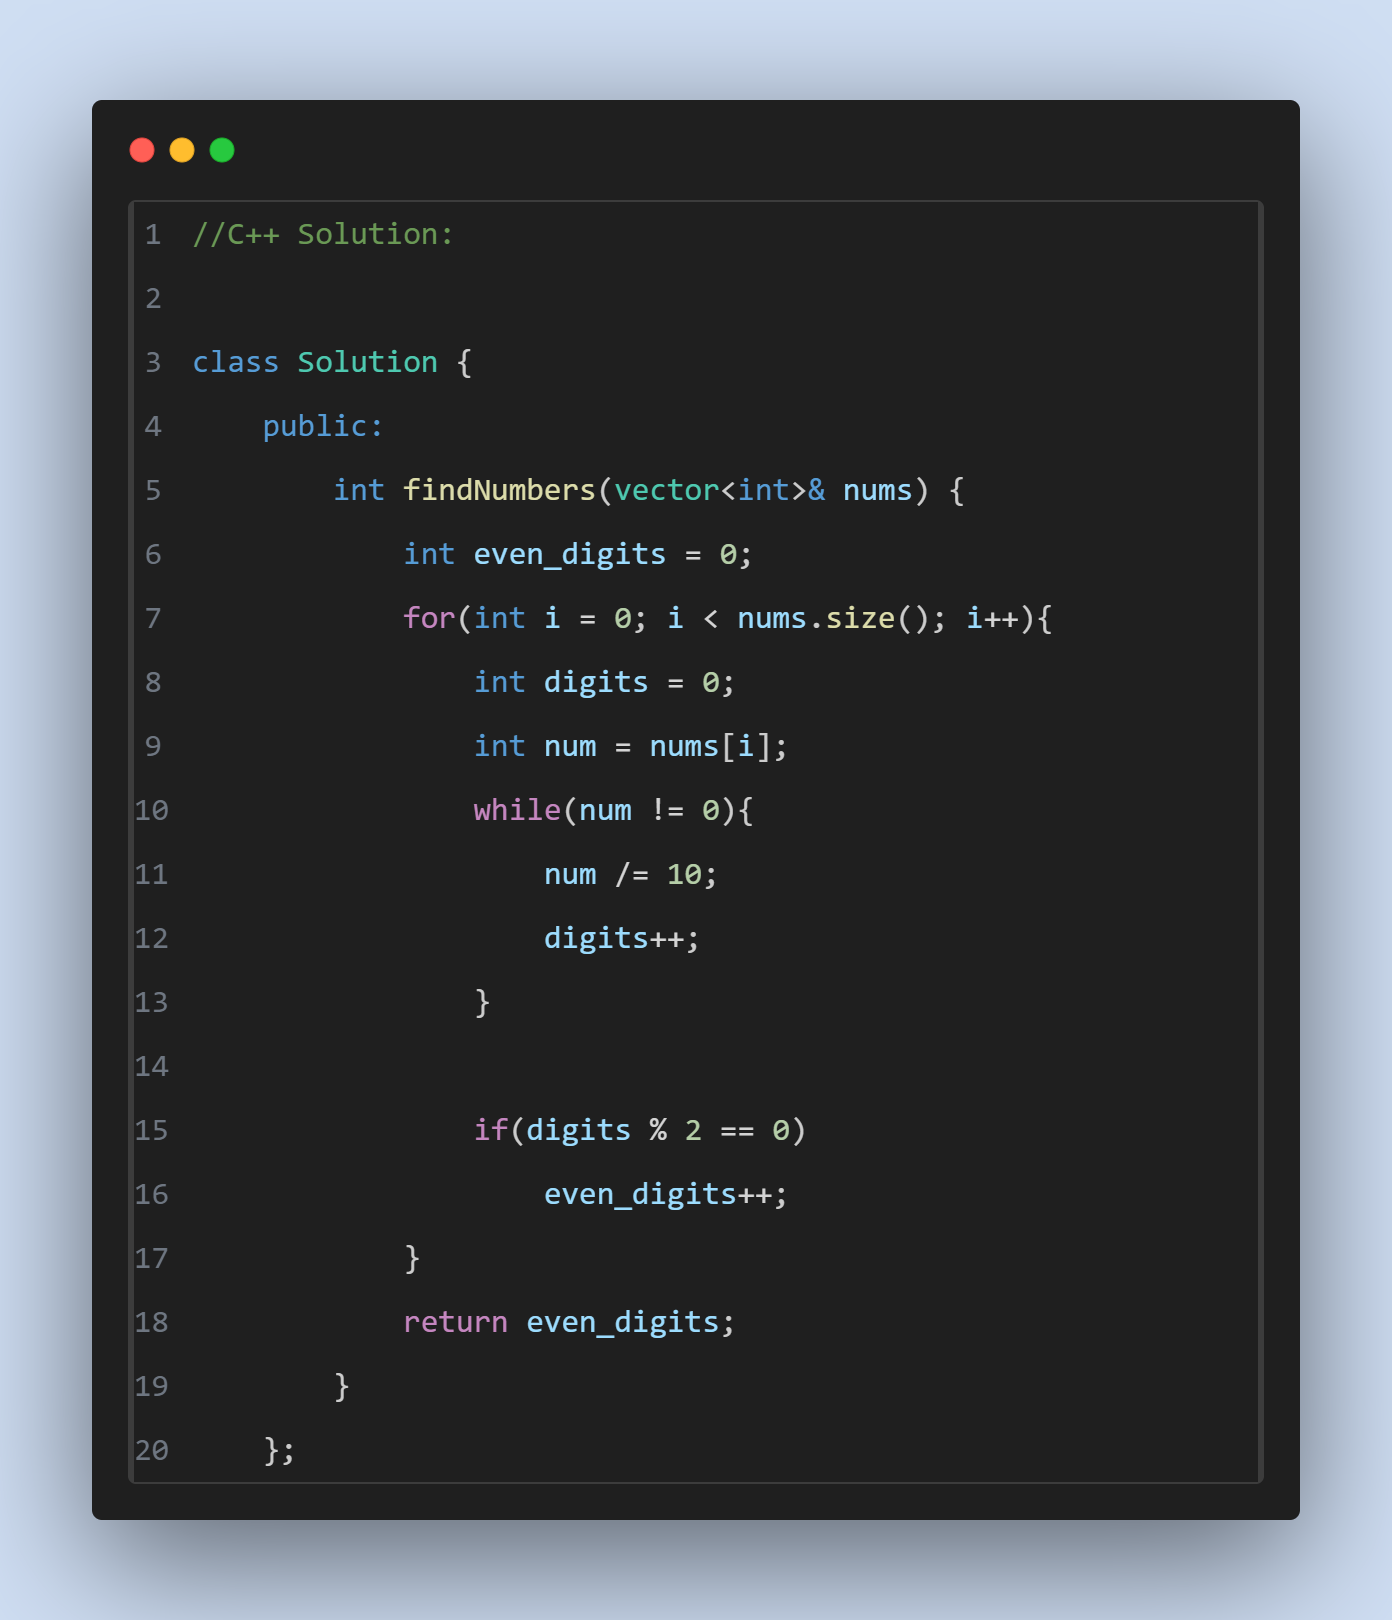 1 //C++ Solution:
2
3 class Solution {
4     public:
5         int findNumbers(vector<int>& nums) {
6             int even_digits = 0;
7             for(int i = 0; i < nums.size(); i++){
8                 int digits = 0;
9                 int num = nums[i];
10                 while(num != 0){
11                     num /= 10;
12                     digits++;
13                 }
14
15                 if(digits % 2 == 0)
16                     even_digits++;
17             }
18             return even_digits;
19         }
20     };